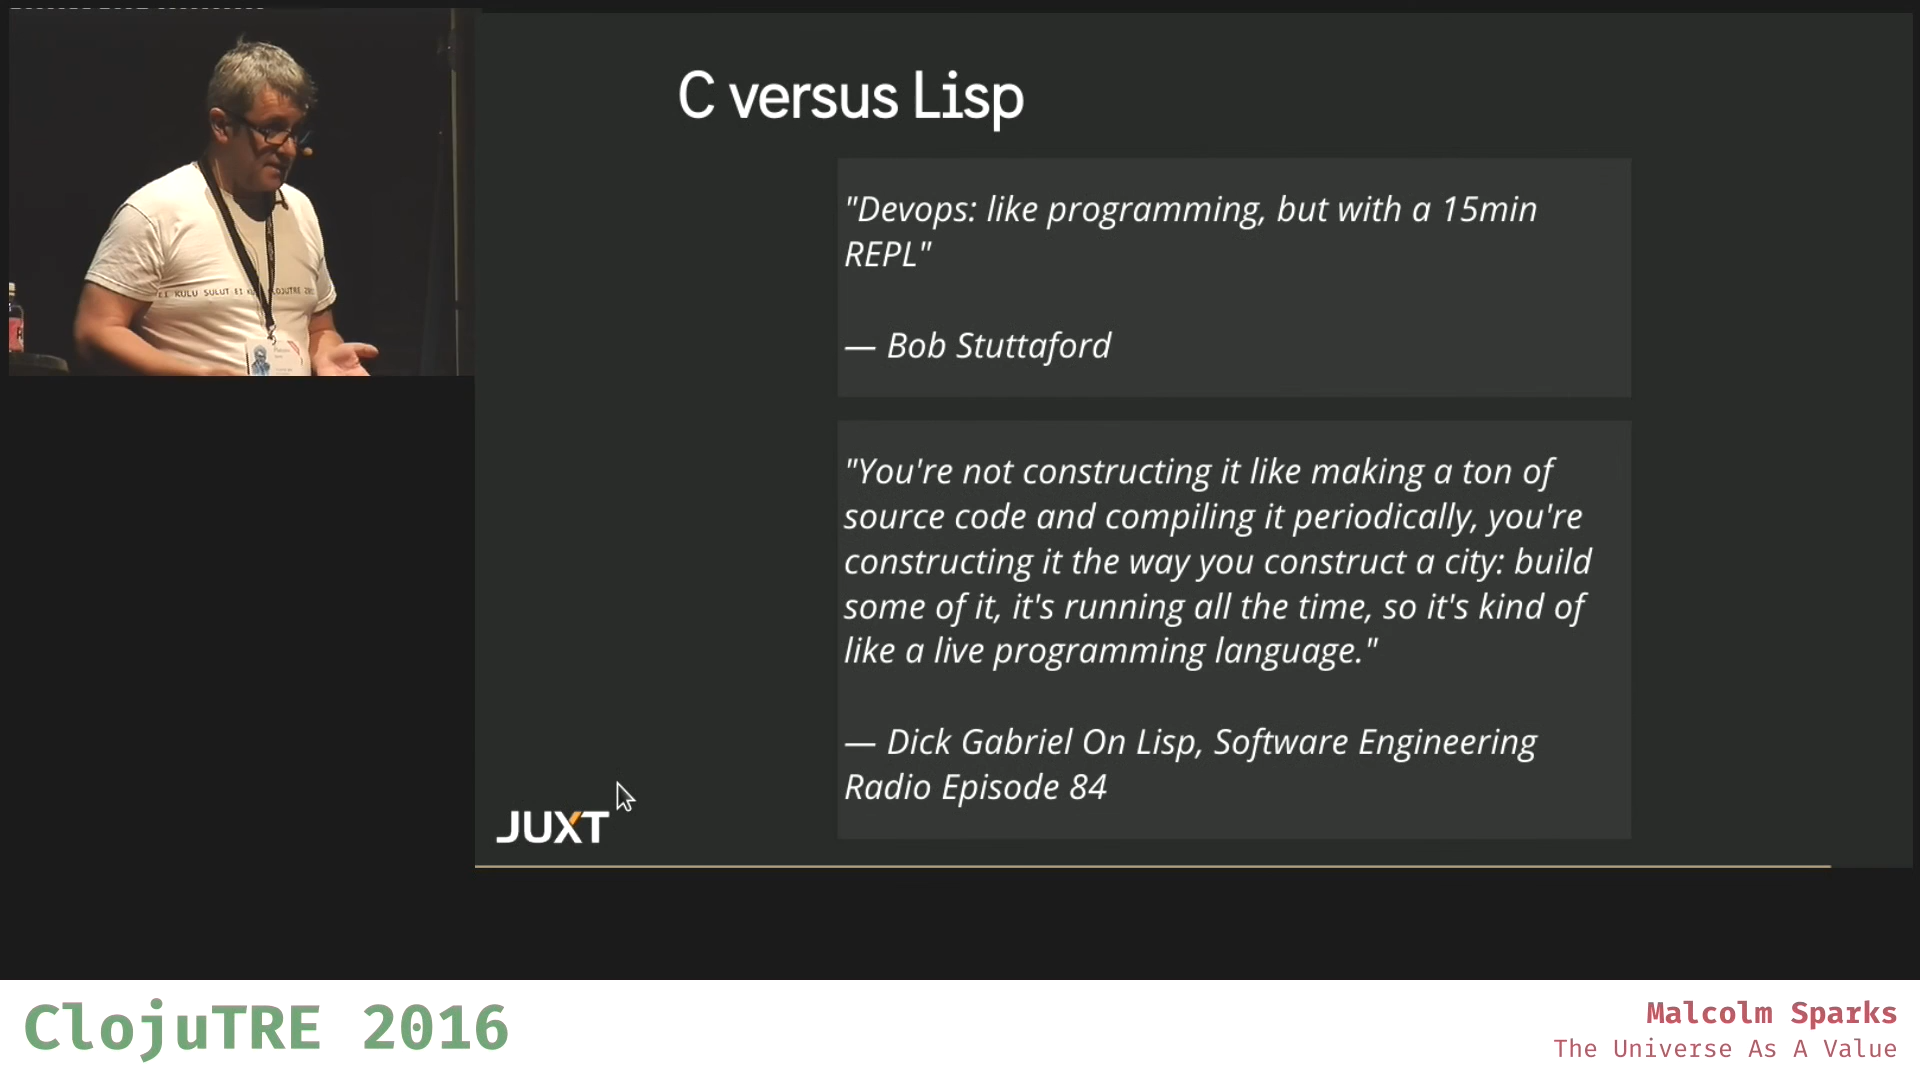 C versus Lisp
"Devops: like programming, but with a 15min
REPL"
— Bob Stuttaford
"You're not constructing it like making a ton of
source code and compiling it periodically, you're
constructing it the way you construct a city: build
some of it, it's running all the time, so it's kind of
like a live programming language."
— Dick Gabriel On Lisp, Software Engineering
Radio Episode 84
JUXT
ClojuTRE 2016
Malcolm Sparks
The Universe As A Value